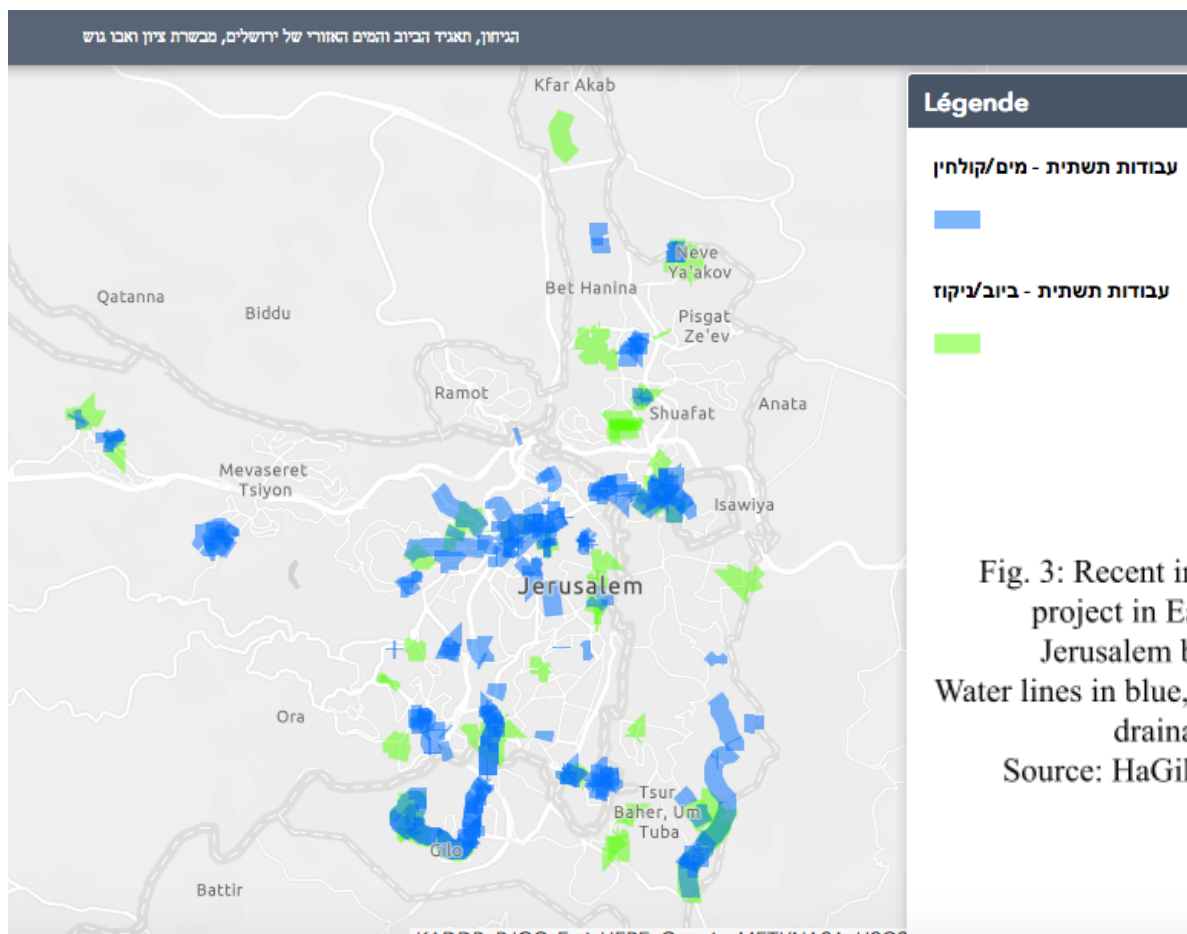 הגיחון, תאגיד הביוב והמים האזורי של ירושלים, מבשרת ציון ואבו גוש
Kfar Akab
Légende
עבודות תשתית - מים/קולחין
Neve
Ya'akov
Bet Hanina
עבודות תשתית - ביוב/ניקוז
Qatanna
Biddu
Pisgat
Ze'ev
Ramot
Shuafat
Anata
Mevaseret
Tsiyon
Isawiya
Jerusalem
Fig. 3: Recent
project in
Jerusalem
Water lines in blue,
Source:
Ora
Tsur
Baher, Um
Tuba
Gilo
Battir